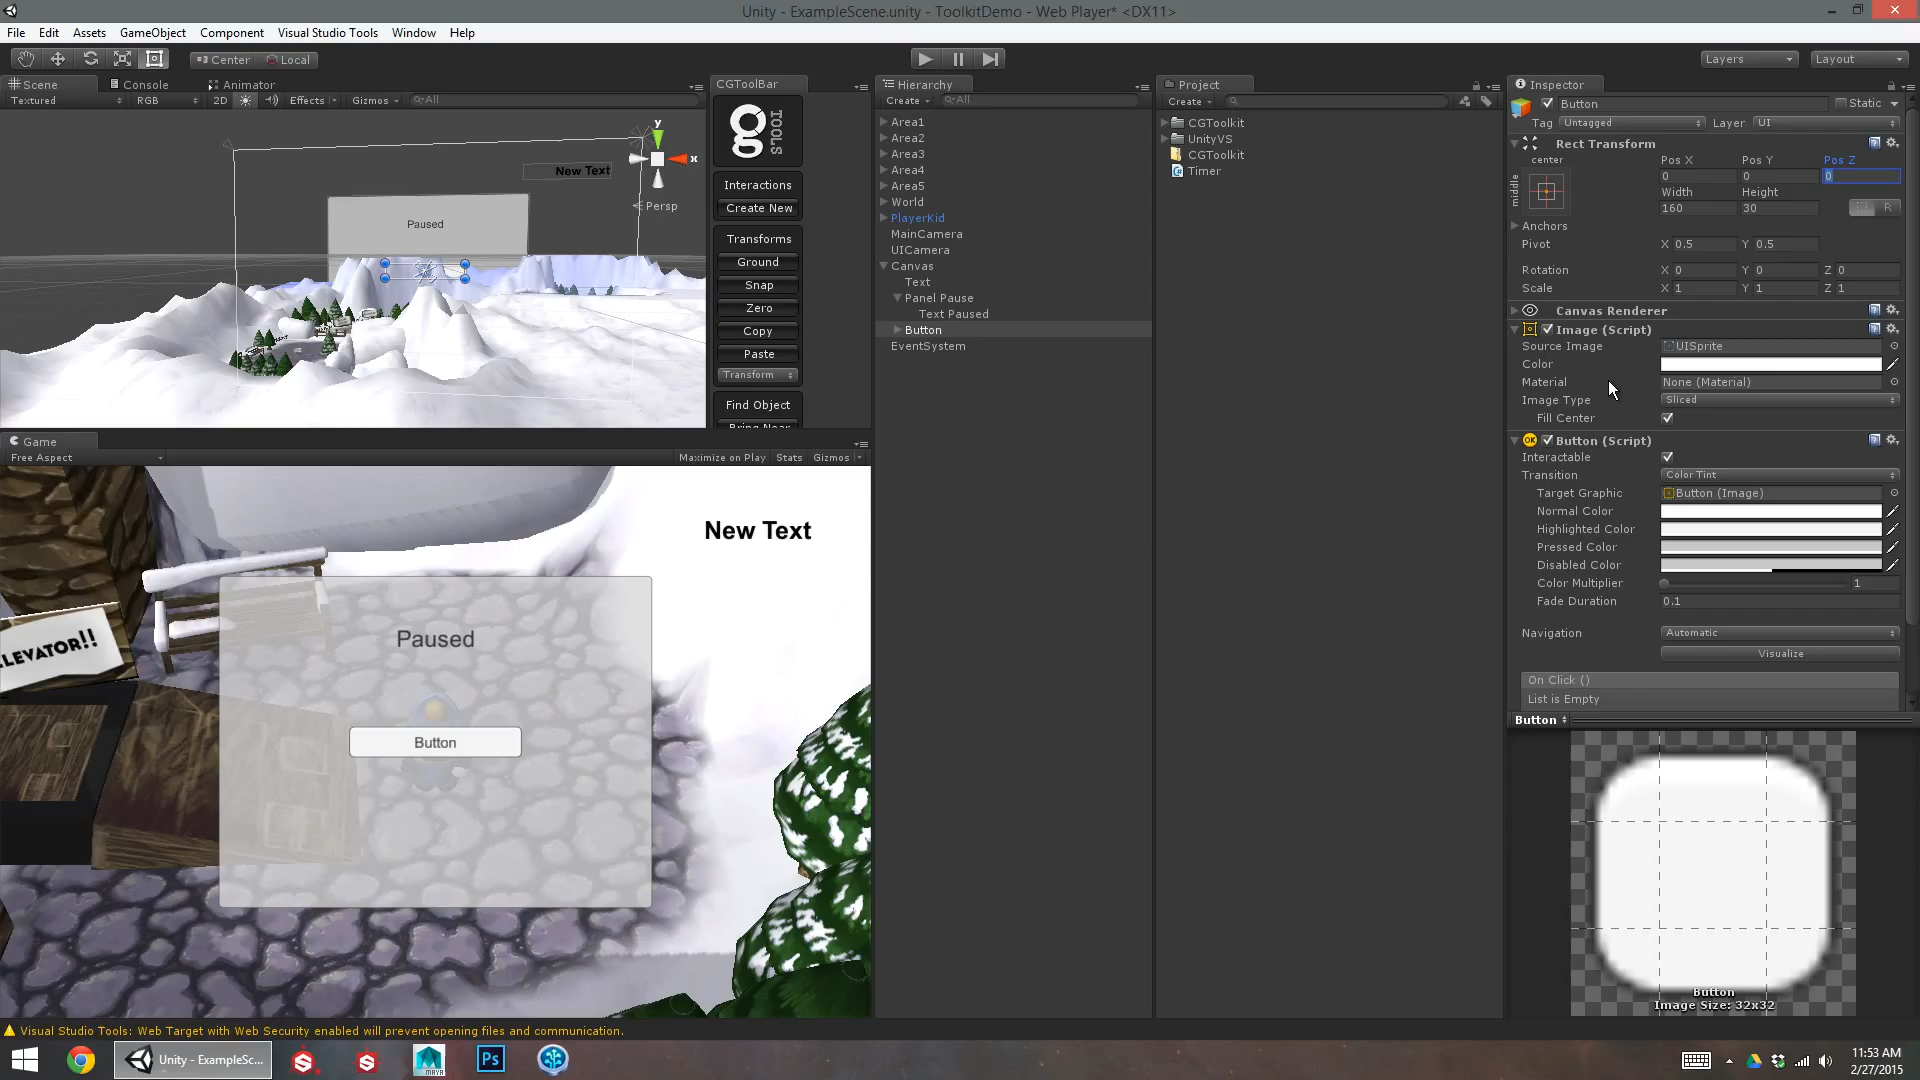 Unity - ExampleScene.unity - ToolkitDemo - Web Player* <DX11>
File Edit Assets GameObject Component Visual Studio Tools Window Help
Center Local
Layers Layout
Scene Console Animator
Textured RGB 2D Effects Gizmos All
y
x
Persp
New Text
Paused
CGToolBar
g TOOLS
Interactions
Create New
Transforms
Ground
Snap
Zero
Copy
Paste
Transform
Find Object
Bring Near
Hierarchy
Create All
Area1
Area2
Area3
Area4
Area5
World
PlayerKid
MainCamera
UICamera
Canvas
Text
Panel Pause
Text Paused
Button
EventSystem
Project
Create
CGToolkit
UnityVS
CGToolkit
Timer
Inspector
Button Static
Tag Untagged Layer UI
Rect Transform
center Pos X Pos Y Pos Z
middle 0 0 0
Width Height
160 30 R
Anchors
Pivot X 0.5 Y 0.5
Rotation X 0 Y 0 Z 0
Scale X 1 Y 1 Z 1
Canvas Renderer
Image (Script)
Source Image UISprite
Color
Material None (Material)
Image Type Sliced
Fill Center
OK Button (Script)
Interactable
Transition Color Tint
Target Graphic Button (Image)
Normal Color
Highlighted Color
Pressed Color
Disabled Color
Color Multiplier 1
Fade Duration 0.1
Navigation Automatic
Visualize
On Click ()
List is Empty
Button
Button
Image Size: 32x32
Game
Free Aspect Maximize on Play Stats Gizmos
New Text
ELEVATOR!!
Paused
Button
Visual Studio Tools: Web Target with Web Security enabled will prevent opening files and communication.
Unity - ExampleSc...
MAYA
Ps
11:53 AM
2/27/2015